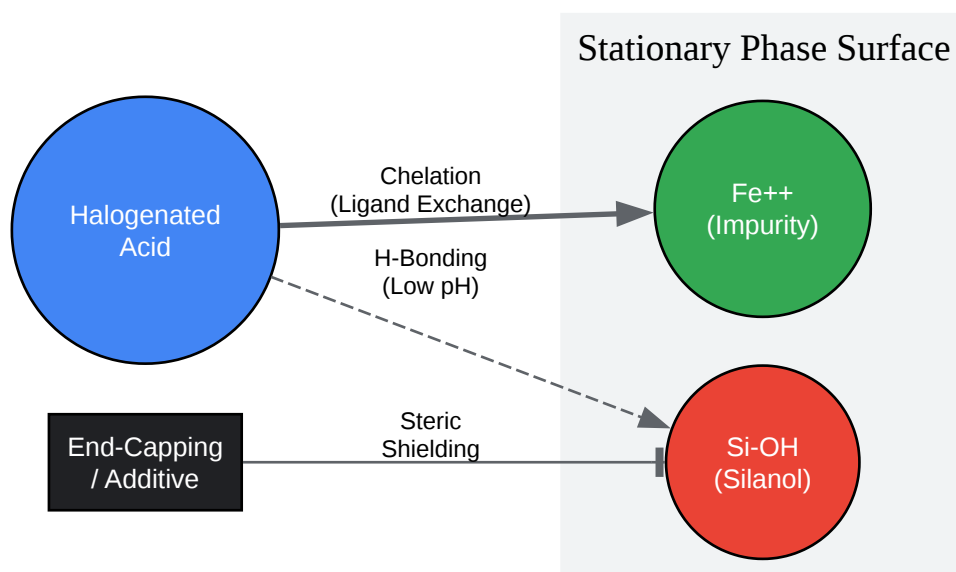 Stationary Phase Surface
Halogenated
Acid
Chelation
(Ligand Exchange)
Fe++
(Impurity)
H-Bonding
(Low pH)
End-Capping
/ Additive
Steric
Shielding
Si-OH
(Silanol)